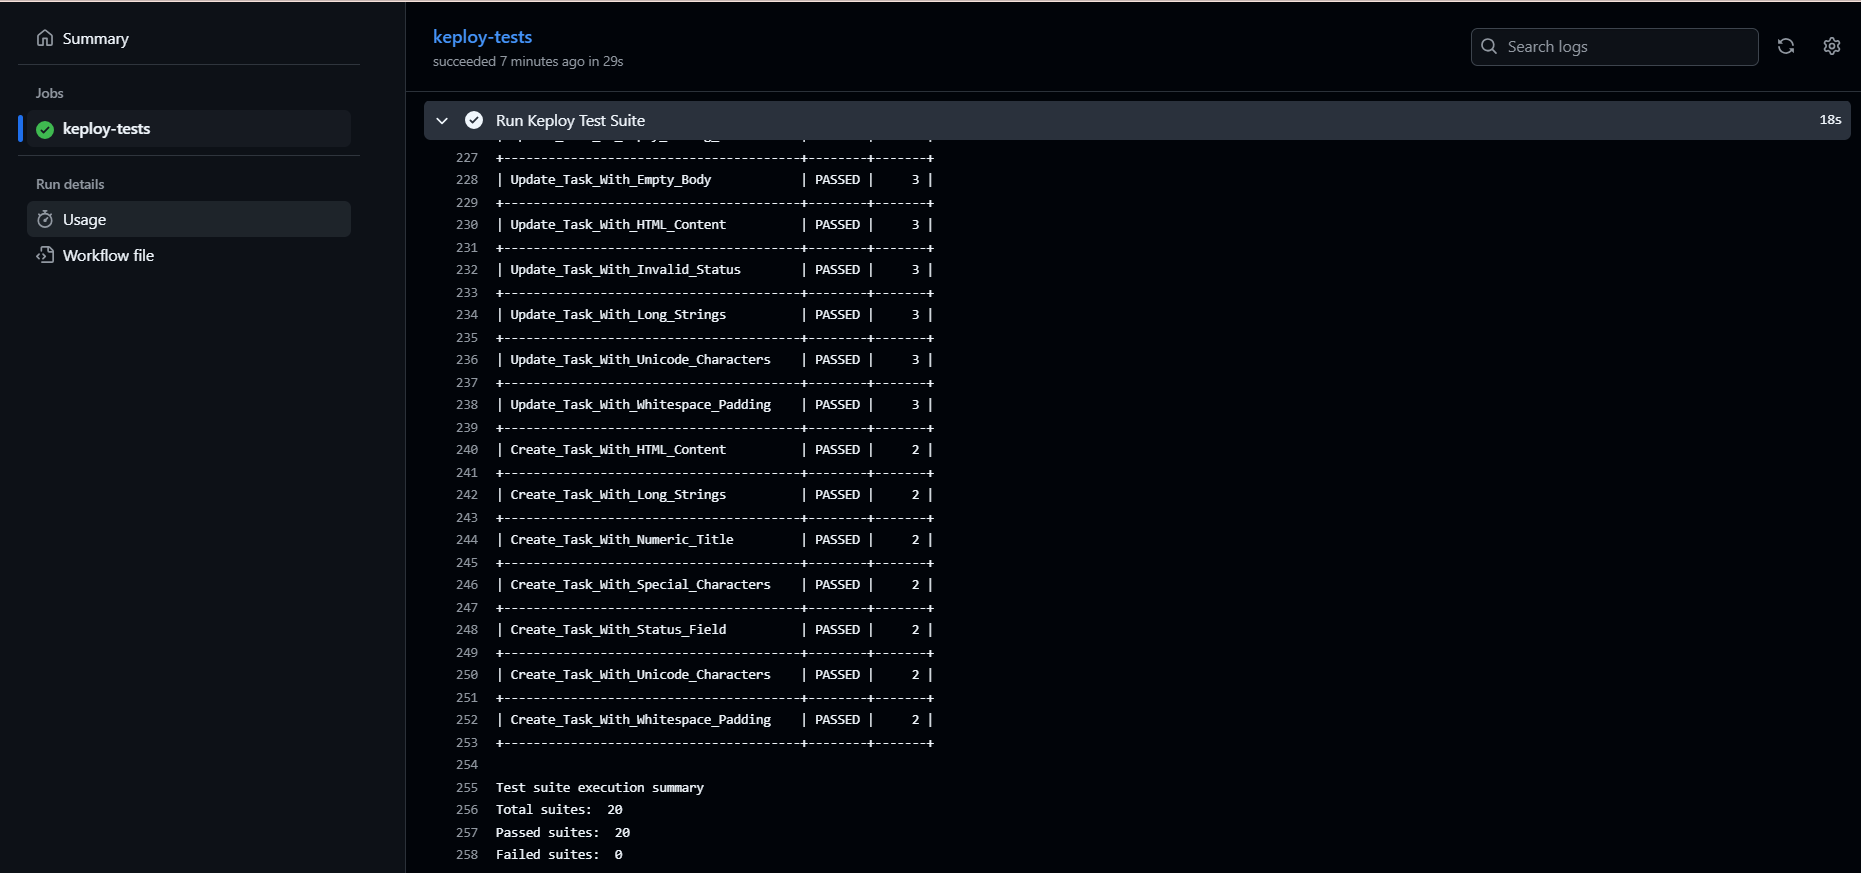 Summary
Jobs
keploy-tests
Run details
Usage
Workflow file
keploy-tests
succeeded 7 minutes ago in 29s
Search logs
Run Keploy Test Suite 18s
227 +----------------------------------------+--------+-------+
228 | Update_Task_With_Empty_Body | PASSED | 3 |
229 +----------------------------------------+--------+-------+
230 | Update_Task_With_HTML_Content | PASSED | 3 |
231 +----------------------------------------+--------+-------+
232 | Update_Task_With_Invalid_Status | PASSED | 3 |
233 +----------------------------------------+--------+-------+
234 | Update_Task_With_Long_Strings | PASSED | 3 |
235 +----------------------------------------+--------+-------+
236 | Update_Task_With_Unicode_Characters | PASSED | 3 |
237 +----------------------------------------+--------+-------+
238 | Update_Task_With_Whitespace_Padding | PASSED | 3 |
239 +----------------------------------------+--------+-------+
240 | Create_Task_With_HTML_Content | PASSED | 2 |
241 +----------------------------------------+--------+-------+
242 | Create_Task_With_Long_Strings | PASSED | 2 |
243 +----------------------------------------+--------+-------+
244 | Create_Task_With_Numeric_Title | PASSED | 2 |
245 +----------------------------------------+--------+-------+
246 | Create_Task_With_Special_Characters | PASSED | 2 |
247 +----------------------------------------+--------+-------+
248 | Create_Task_With_Status_Field | PASSED | 2 |
249 +----------------------------------------+--------+-------+
250 | Create_Task_With_Unicode_Characters | PASSED | 2 |
251 +----------------------------------------+--------+-------+
252 | Create_Task_With_Whitespace_Padding | PASSED | 2 |
253 +----------------------------------------+--------+-------+
254
255 Test suite execution summary
256 Total suites: 20
257 Passed suites: 20
258 Failed suites: 0